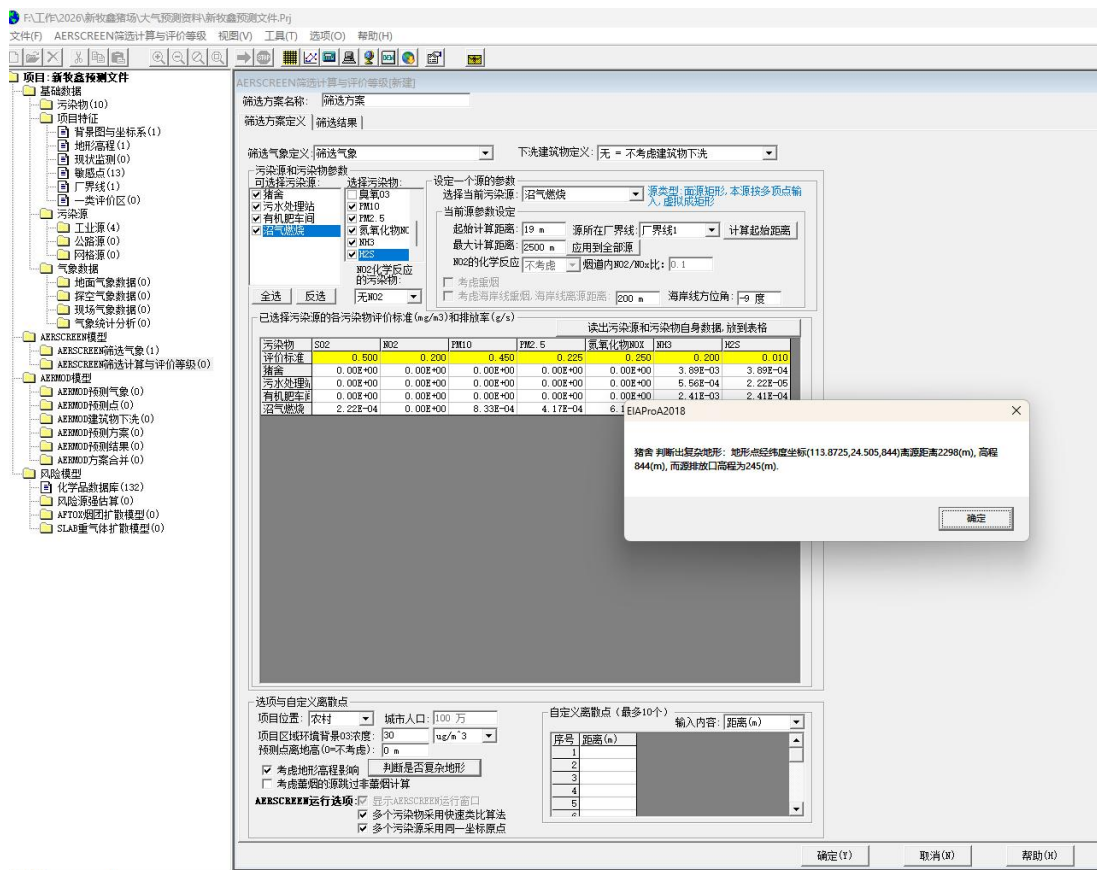 F:\工作\2026\新牧鑫猪场\大气预测资料\新牧鑫预测文件.Prj
文件(F) AERSCREEN筛选计算与评价等级 视图(V) 工具(T) 选项(O) 帮助(H)
项目:新牧鑫预测文件
基础数据
污染物(10)
项目特征
背景图与坐标系(1)
地形高程(1)
现状监测(0)
敏感点(13)
厂界线(1)
一类评价区(0)
污染源
工业源(4)
公路源(0)
网格源(0)
气象数据
地面气象数据(0)
探空气象数据(0)
现场气象数据(0)
气象统计分析(0)
AERSCREEN模型
AERSCREEN筛选气象(1)
AERSCREEN筛选计算与评价等级(0)
AERMOD模型
AERMOD预测气象(0)
AERMOD预测点(0)
AERMOD建筑物下洗(0)
AERMOD预测方案(0)
AERMOD预测结果(0)
AERMOD方案合并(0)
风险模型
化学品数据库(132)
风险源强估算(0)
AFTOX烟团扩散模型(0)
SLAB重气体扩散模型(0)
AERSCREEN筛选计算与评价等级[新建]
筛选方案名称: 筛选方案
筛选方案定义 筛选结果
筛选气象定义: 筛选气象 下洗建筑物定义: 无 = 不考虑建筑物下洗
污染源和污染物参数
可选择污染源: 选择污染物:
猪舍
污水处理站
有机肥车间
沼气燃烧
臭氧O3
PM10
PM2.5
氮氧化物NC
NH3
H2S
NO2化学反应的污染物:
全选 反选 无NO2
设定一个源的参数
选择当前污染源: 沼气燃烧 源类型:面源矩形,本源按多顶点输入,虚拟成矩形
当前源参数设定
起始计算距离: 19 m 源所在厂界线: 厂界线1 计算起始距离
最大计算距离: 2500 m 应用到全部源
NO2的化学反应 不考虑 烟道内NO2/NOx比: 0.1
考虑重烟
考虑海岸线重烟,海岸线离源距离: 200 m 海岸线方位角: -9 度
已选择污染源的各污染物评价标准(mg/m3)和排放率(g/s)
读出污染源和污染物自身数据,放到表格
污染物 SO2 NO2 PM10 PM2.5 氮氧化物NOX NH3 H2S
评价标准 0.500 0.200 0.450 0.225 0.250 0.200 0.010
猪舍 0.00E+00 0.00E+00 0.00E+00 0.00E+00 0.00E+00 3.89E-03 3.89E-04
污水处理 0.00E+00 0.00E+00 0.00E+00 0.00E+00 0.00E+00 5.56E-04 2.22E-05
有机肥车 0.00E+00 0.00E+00 0.00E+00 0.00E+00 0.00E+00 2.41E-03 2.41E-04
沼气燃烧 2.22E-04 0.00E+00 8.33E-04 4.17E-04 6.1
EIAProA2018
猪舍 判断出复杂地形: 地形点经纬度坐标(113.8725,24.505,844)离源距离2298(m), 高程
844(m), 而源排放口高程为245(m).
确定
选项与自定义离散点
项目位置: 农村 城市人口: 100 万
项目区域环境背景O3浓度: 30 ug/m^3
预测点离地高(0=不考虑): 0 m
考虑地形高程影响 判断是否复杂地形
考虑薰烟的源跳过非薰烟计算
AERSCREEN运行选项: 显示AERSCREEN运行窗口
多个污染物采用快速类比算法
多个污染源采用同一坐标原点
自定义离散点 (最多10个)
输入内容: 距离(m)
序号 距离(m)
1
2
3
4
5
确定(Y) 取消(N) 帮助(H)